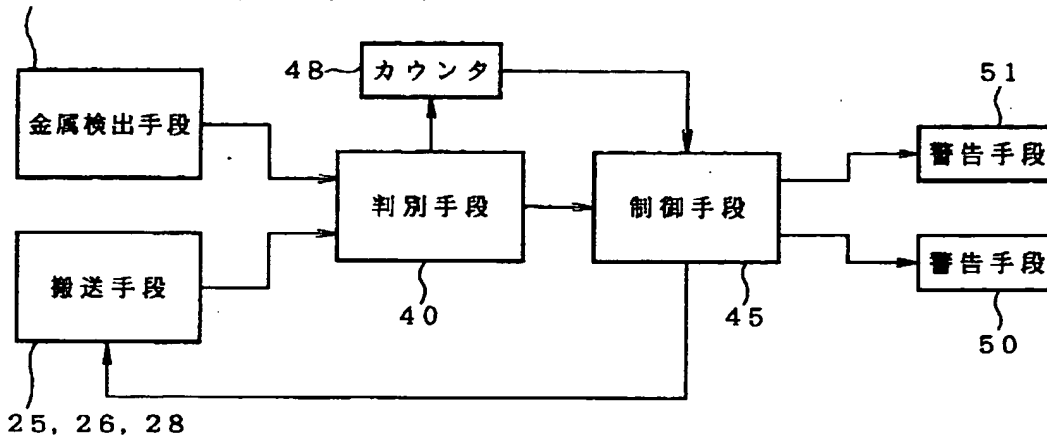 48
カウンタ
51
金属検出手段
警告手段
判別手段
制御手段
搬送手段
警告手段
40
45
50
25, 26, 28